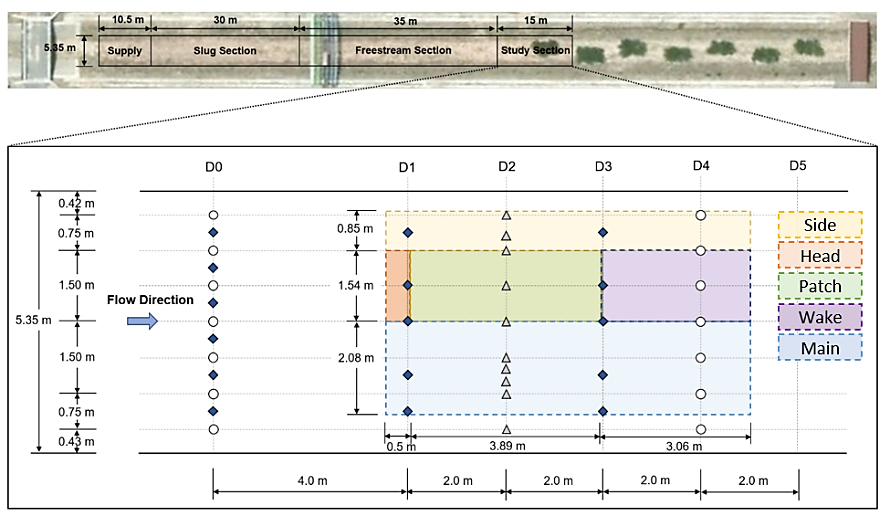 10.5 m 30 m 35 m 15 m
5.35 m
Supply Slug Section Freestream Section Study Section
D0 D1 D2 D3 D4 D5
0.42 m
0.75 m
0.85 m
Side
Head
1.50 m
1.54 m
Patch
Flow Direction
Wake
5.35 m
Main
1.50 m
2.08 m
0.75 m
0.43 m
0.5 m 3.89 m 3.06 m
4.0 m 2.0 m 2.0 m 2.0 m 2.0 m